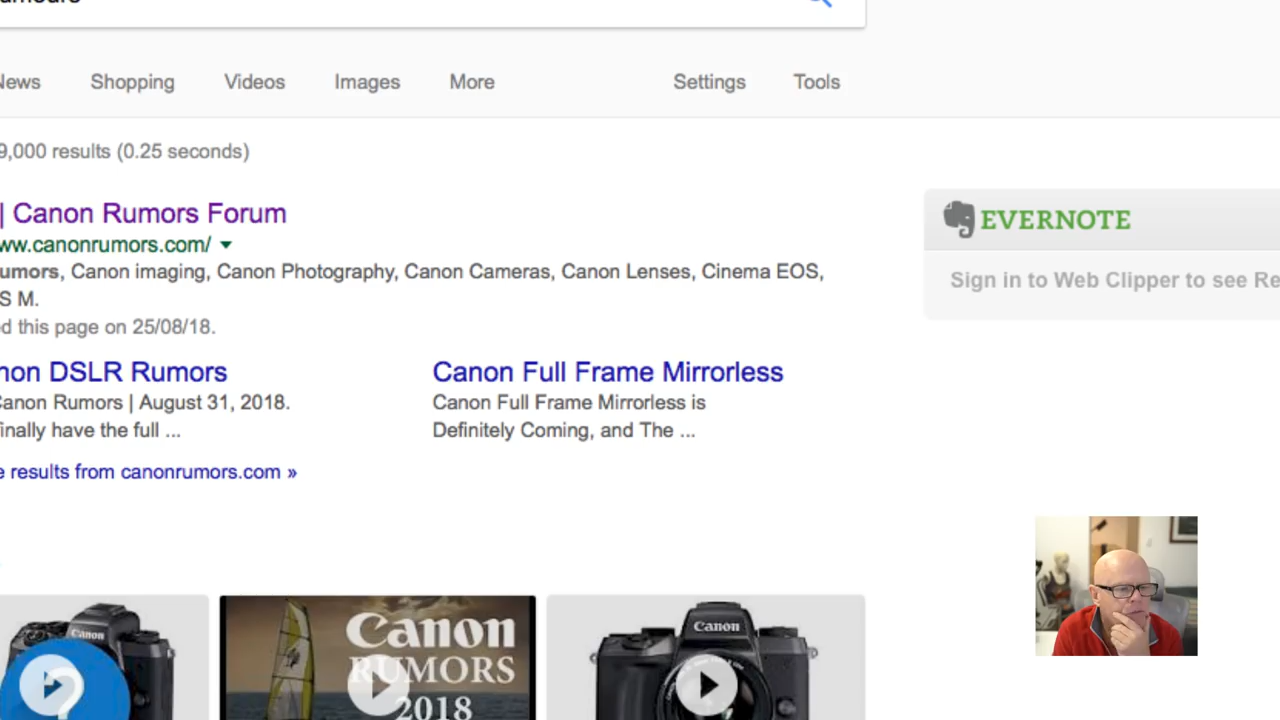 News Shopping Videos Images More Settings Tools
9,000 results (0.25 seconds)
| Canon Rumors Forum
ww.canonrumors.com/
umors, Canon imaging, Canon Photography, Canon Cameras, Canon Lenses, Cinema EOS,
S M.
d this page on 25/08/18.
EVERNOTE
Sign in to Web Clipper to see Re
non DSLR Rumors
Canon Rumors | August 31, 2018.
finally have the full ...
Canon Full Frame Mirrorless
Canon Full Frame Mirrorless is
Definitely Coming, and The ...
e results from canonrumors.com »
Canon
?
Canon
RUMORS
2018
Canon